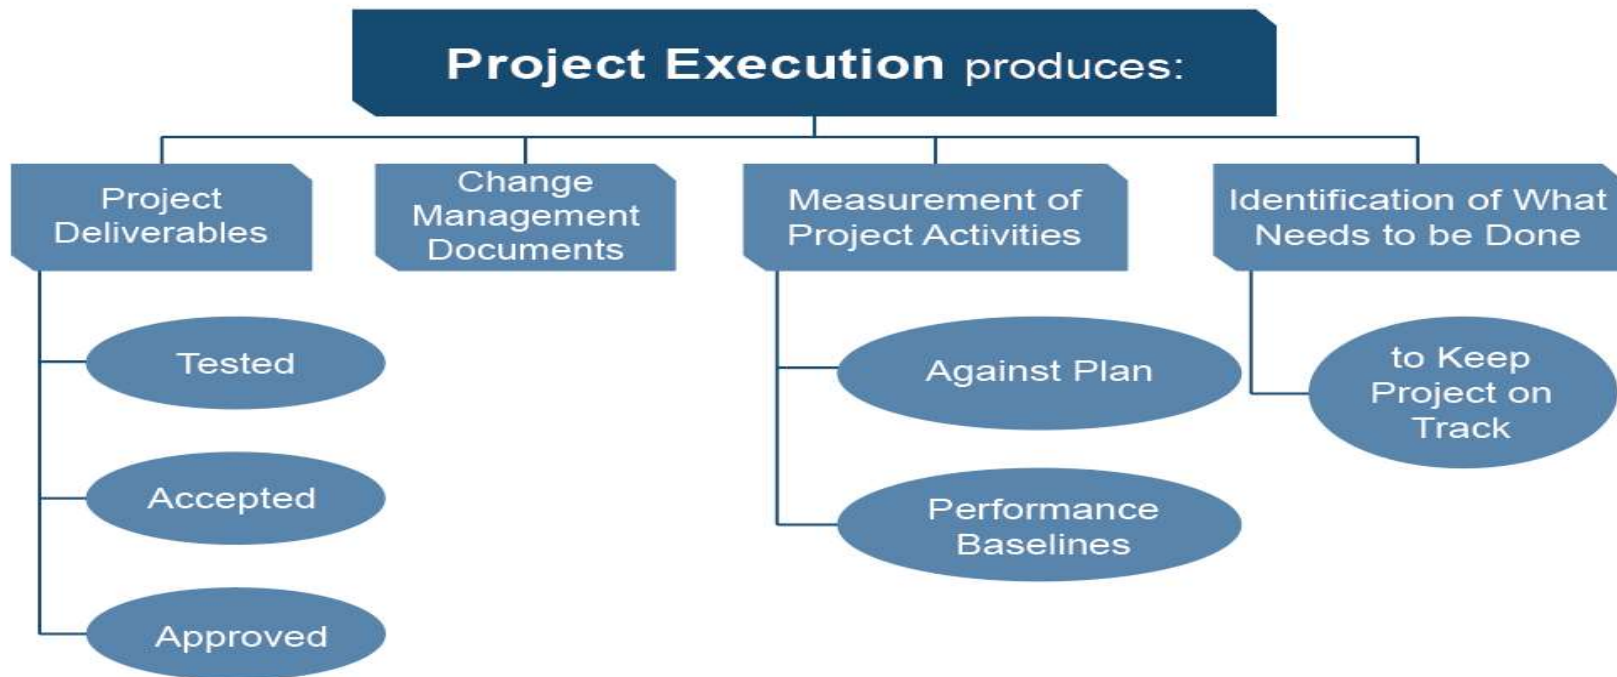 Project Execution produces:
Project
Deliverables
Change
Management
Documents
Measurement of
Project Activities
Identification of What
Needs to be Done
Tested
Accepted
Approved
Against Plan
Performance
Baselines
to Keep
Project on
Track